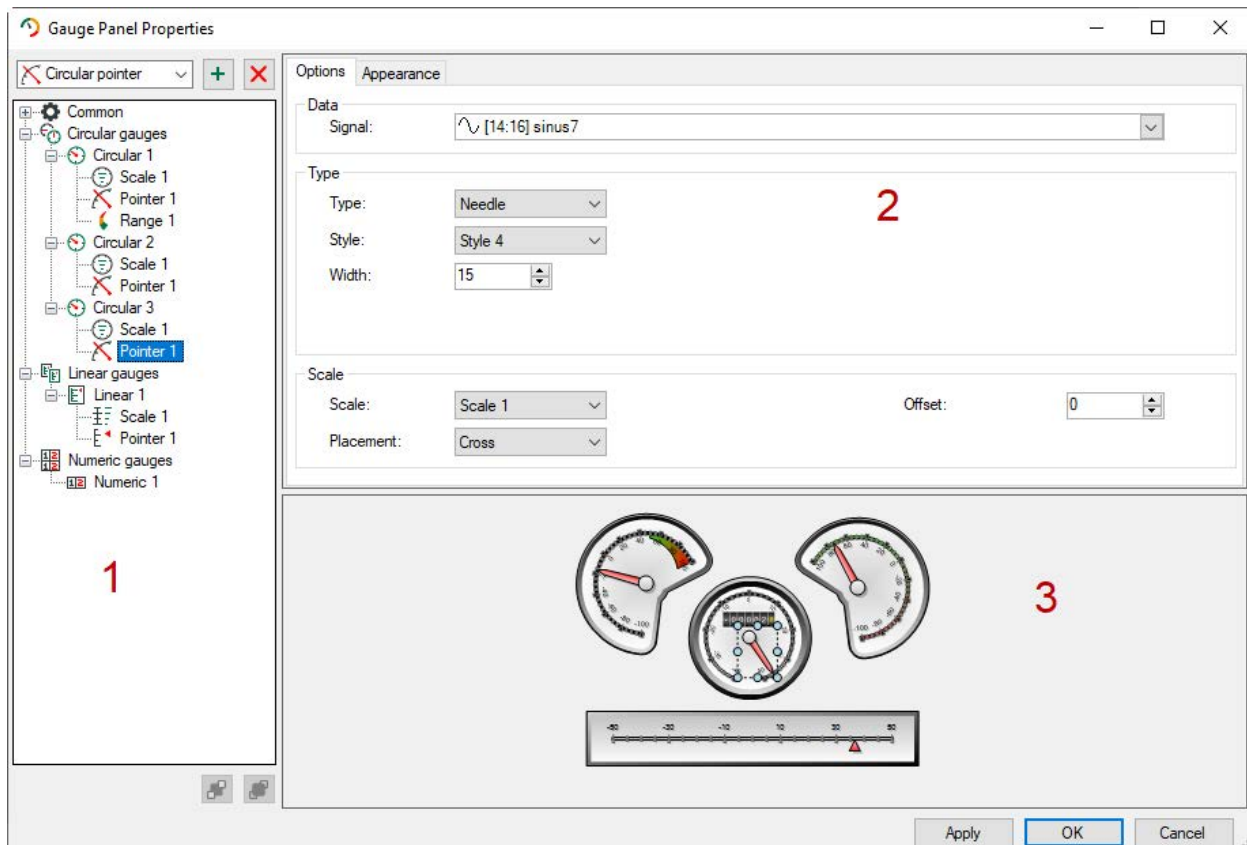 Gauge Panel Properties
Circular pointer
Common
Circular gauges
Circular 1
Scale 1
Pointer 1
Range 1
Circular 2
Scale 1
Pointer 1
Circular 3
Scale 1
Pointer 1
Linear gauges
Linear 1
Scale 1
Pointer 1
Numeric gauges
Numeric 1
1
Options Appearance
Data
Signal: [14:16] sinus7
Type
Type: Needle
Style: Style 4
Width: 15
2
Scale
Scale: Scale 1 Offset: 0
Placement: Cross
3
-10 10
Apply OK Cancel